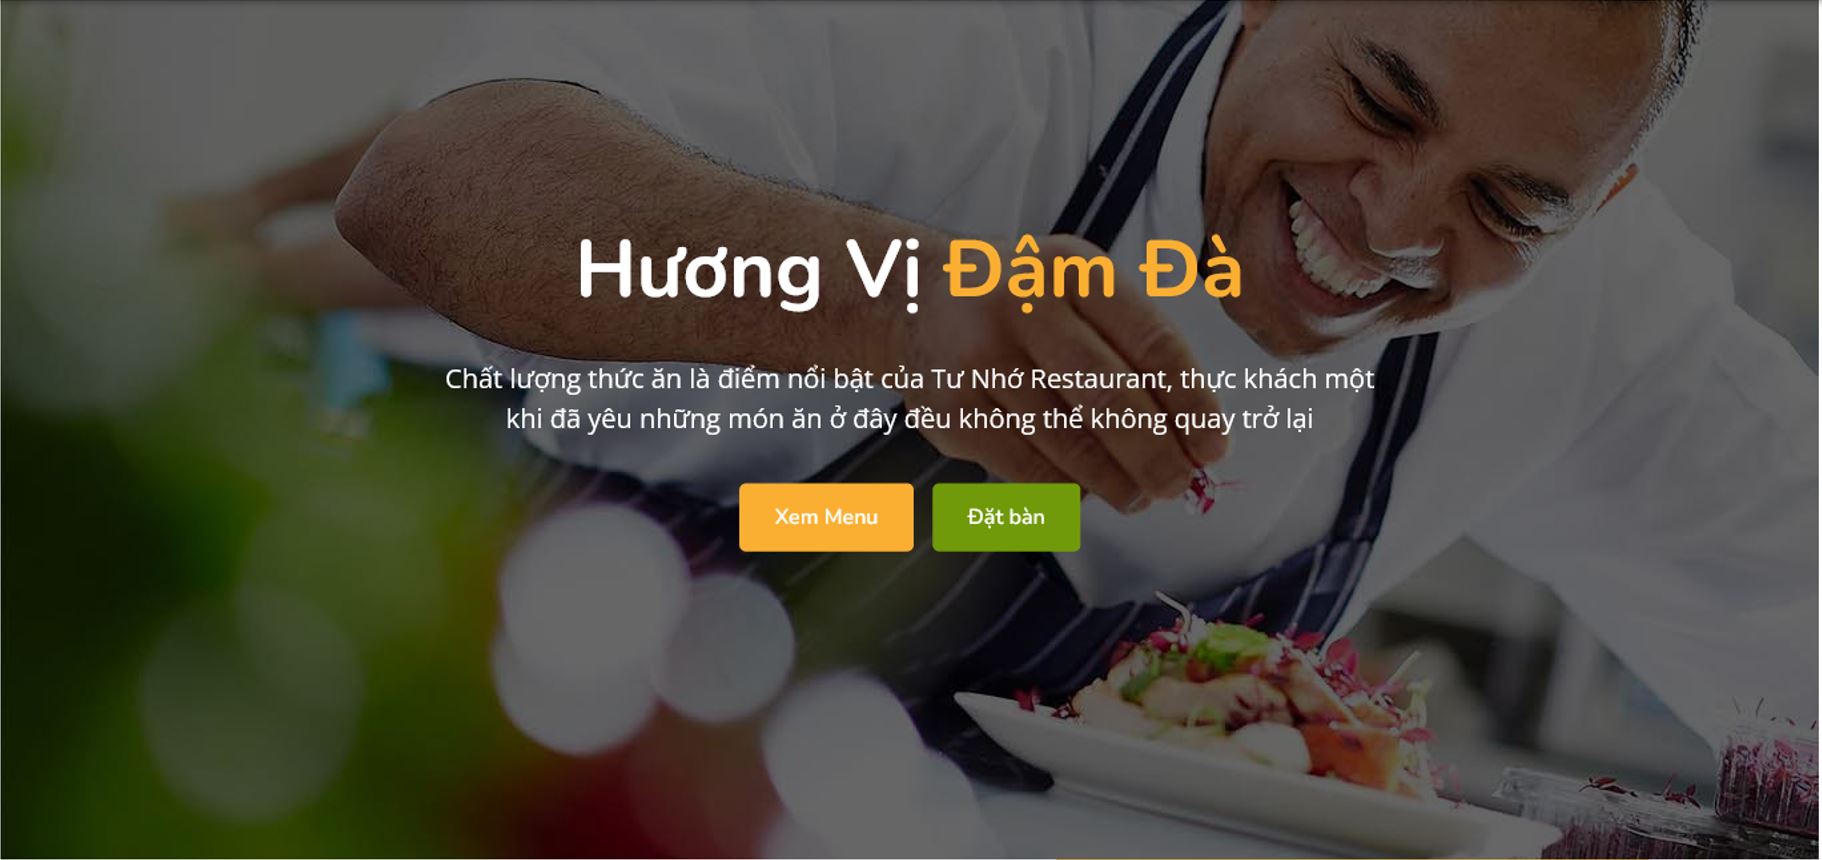 Hương Vị Đậm Đà
Chất lượng thức ăn là điểm nổi bật của Tư Nhớ Restaurant, thực khách một
khi đã yêu những món ăn ở đây đều không thể không quay trở lại
Xem Menu
Đặt bàn